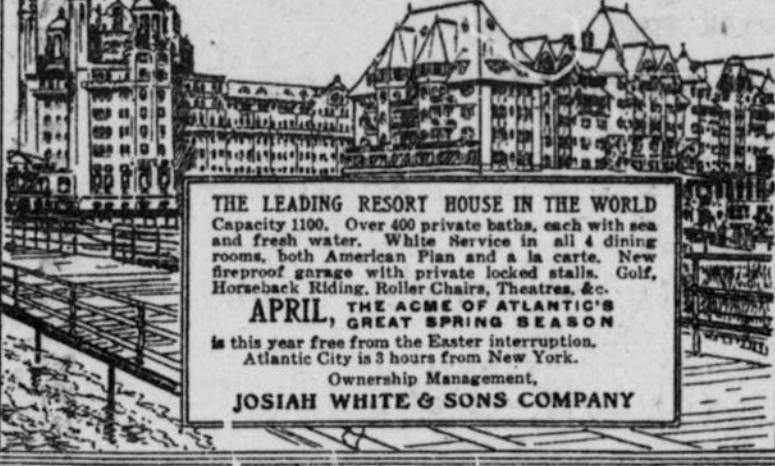 THE LEADING RESORT HOUSE IN THE WORLD
Capacity 1100. Over 400 private baths, each with sea
and fresh water. White Service in all 4 dining
rooms, both American Plan and a la carte. New
fireproof garage with private locked stalls. Golf,
Horseback Riding, Roller Chairs, Theatres, &c.
APRIL, THE ACME OF ATLANTIC'S
GREAT SPRING SEASON
is this year free from the Easter interruption.
Atlantic City is 3 hours from New York.
Ownership Management,
JOSIAH WHITE & SONS COMPANY